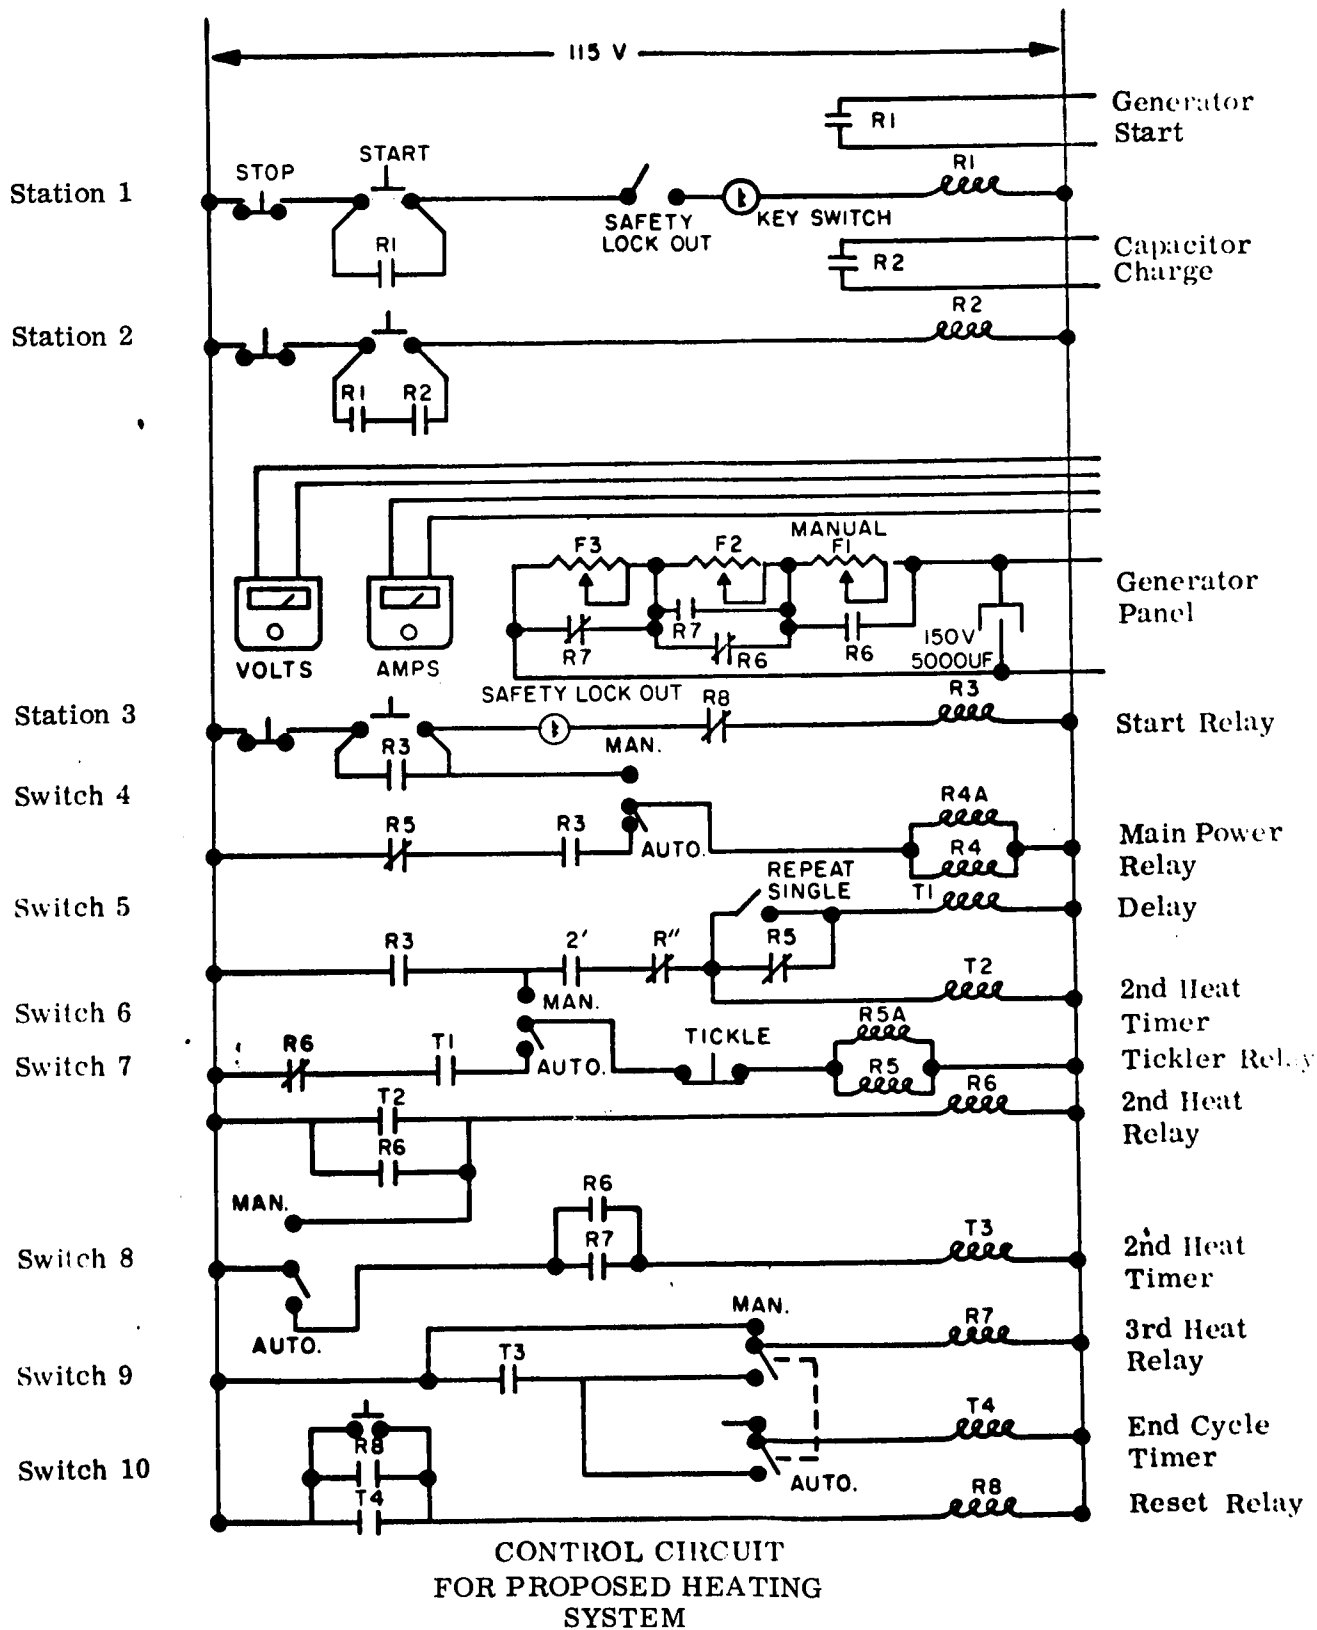 115 V
Generator
Start
R1
START
STOP
R1
Station 1
SAFETY
LOCK OUT
KEY SWITCH
R1
Capacitor
Charge
R2
R2
Station 2
R1 R2
MANUAL
F3 F2 F1
Generator
Panel
R7
R7
R6
R6
150V
5000UF
VOLTS
AMPS
SAFETY LOCK OUT
R8
R3
Station 3
Start Relay
R3
MAN.
Switch 4
R4A
R5
R3
AUTO.
R4
Main Power
Relay
REPEAT
SINGLE
T1
Switch 5
Delay
R3
2'
R"
R5
T2
2nd Heat
Timer
MAN.
Switch 6
R5A
TICKLE
R6
T1
Switch 7
AUTO.
R5
Tickler Relay
T2
R6
2nd Heat
Relay
R6
MAN.
R6
R7
T3
Switch 8
2nd Heat
Timer
AUTO.
MAN.
R7
3rd Heat
Relay
T3
Switch 9
T4
End Cycle
Timer
R8
Switch 10
AUTO.
T4
R8
Reset Relay
CONTROL CIRCUIT
FOR PROPOSED HEATING
SYSTEM